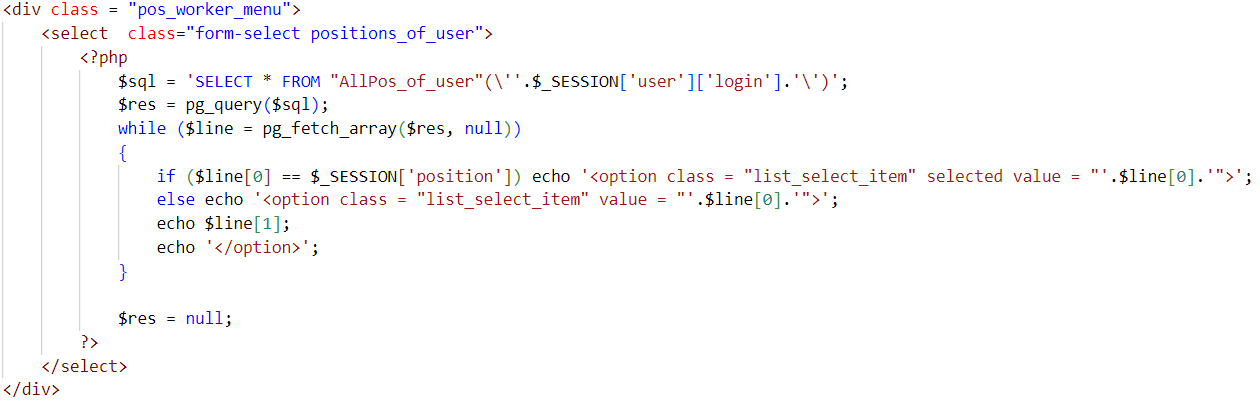 <div class = "pos_worker_menu">
    <select  class="form-select positions_of_user">
        <?php
            $sql = 'SELECT * FROM "AllPos_of_user"(\''.$_SESSION['user']['login'].'\')';
            $res = pg_query($sql);
            while ($line = pg_fetch_array($res, null))
            {
                if ($line[0] == $_SESSION['position']) echo '<option class = "list_select_item" selected value = "'.$line[0].'">';
                else echo '<option class = "list_select_item" value = "'.$line[0].'">';
                echo $line[1];
                echo '</option>';
            }

            $res = null;
        ?>
    </select>
</div>